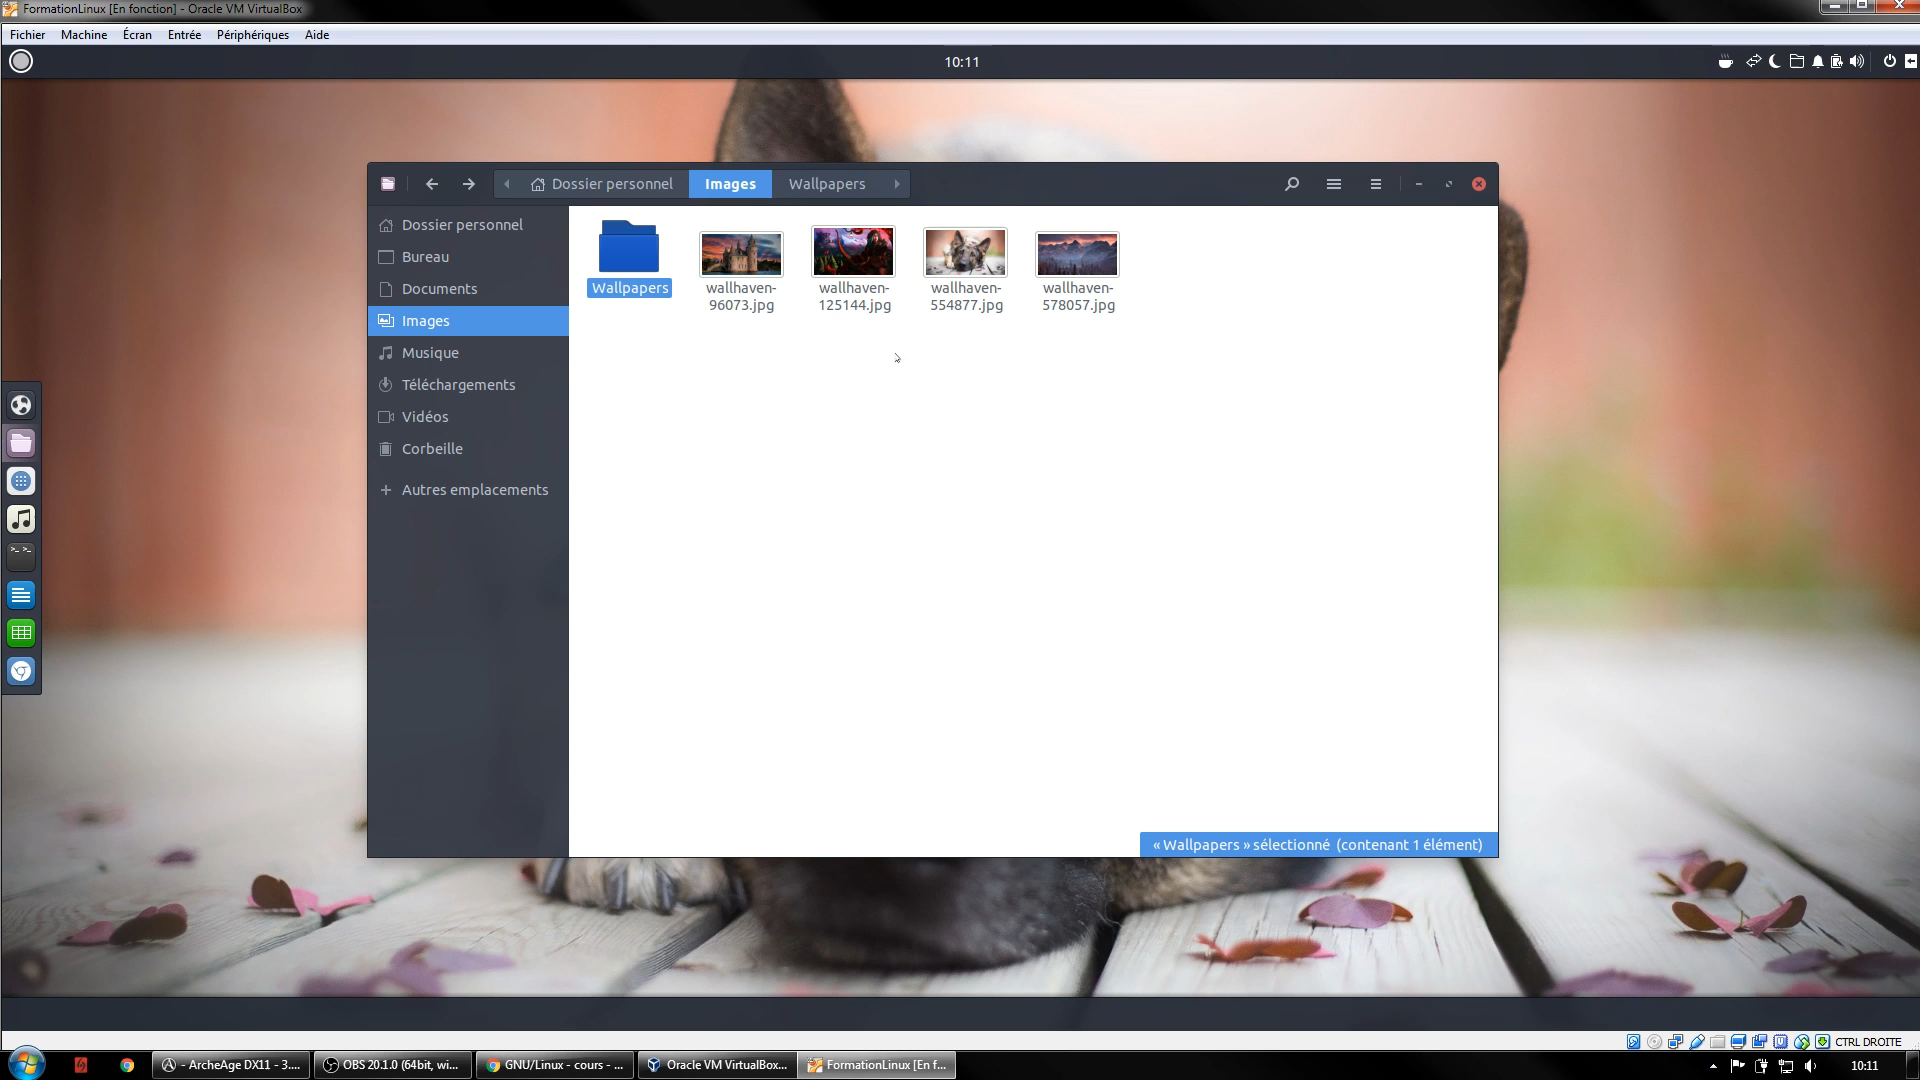 FormationLinux [En fonction] - Oracle VM VirtualBox
Fichier Machine Écran Entrée Périphériques Aide
10:11
Dossier personnel Images Wallpapers
Dossier personnel
Bureau
Documents
Images
Musique
Téléchargements
Vidéos
Corbeille
Autres emplacements
Wallpapers
wallhaven-
96073.jpg
wallhaven-
125144.jpg
wallhaven-
554877.jpg
wallhaven-
578057.jpg
« Wallpapers » sélectionné (contenant 1 élément)
CTRL DROITE
- ArcheAge DX11 - 3....
OBS 20.1.0 (64bit, wi...
GNU/Linux - cours - ...
Oracle VM VirtualBox...
FormationLinux [En f...
10:11